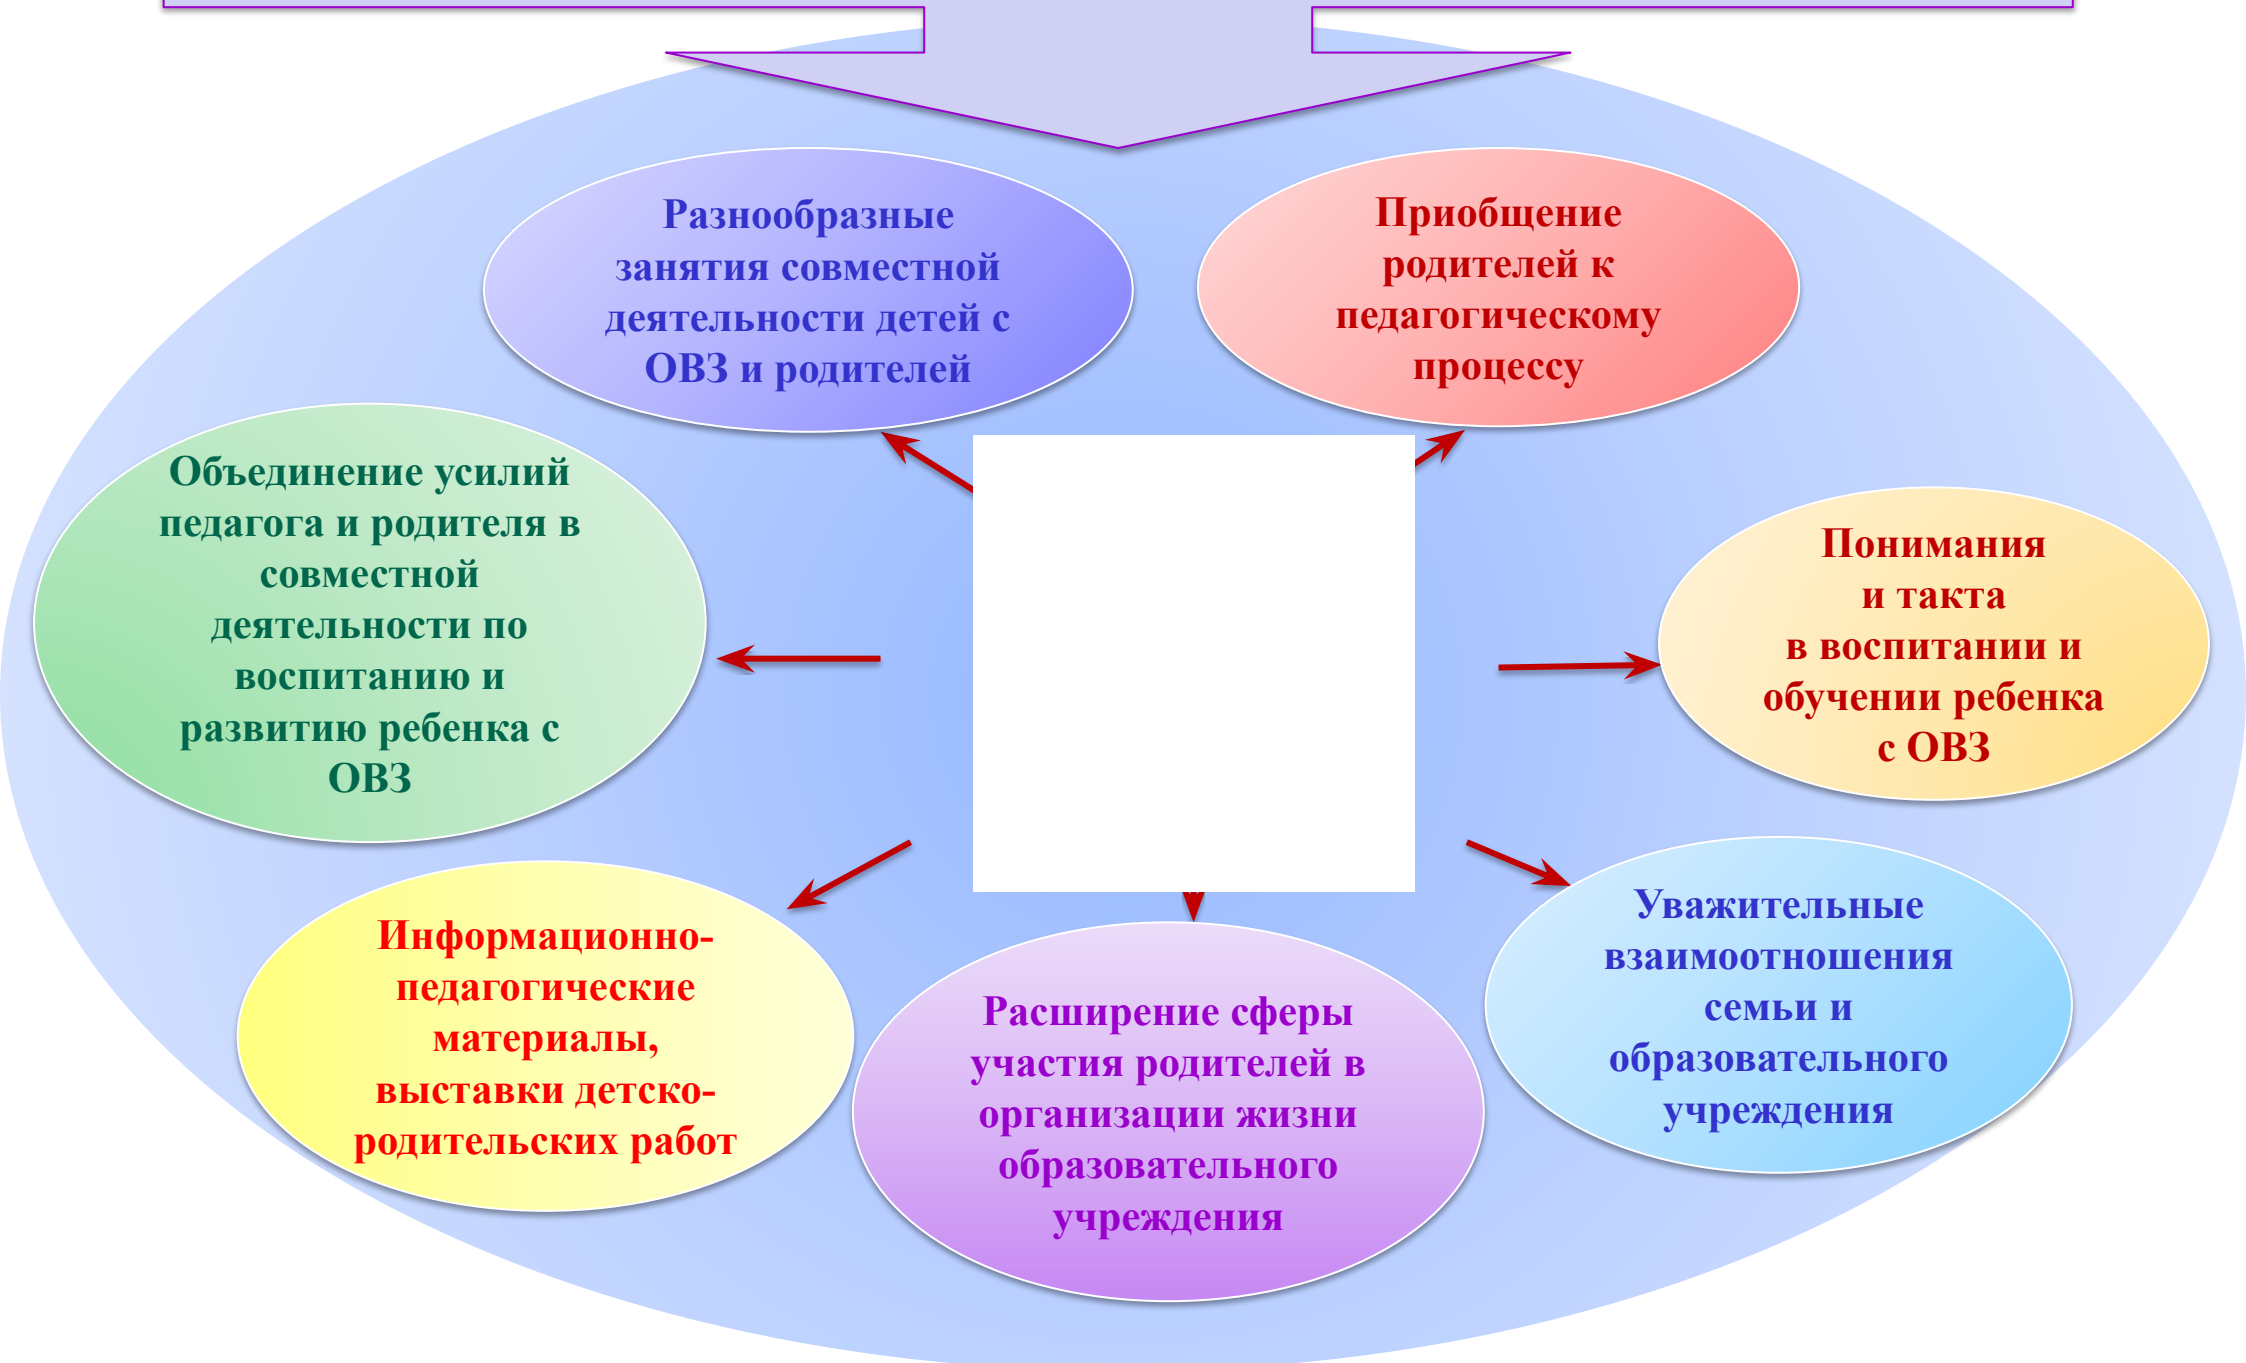 Разнообразные
занятия совместной
деятельности детей с
ОВЗ и родителей
Приобщение
родителей к
педагогическому
процессу
Объединение усилий
педагога и родителя в
совместной
деятельности по
воспитанию и
развитию ребенка с
ОВЗ
Понимания
и такта
в воспитании и
обучении ребенка
с ОВЗ
Информационно-
педагогические
материалы,
выставки детско-
родительских работ
Расширение сферы
участия родителей в
организации жизни
образовательного
учреждения
Уважительные
взаимоотношения
семьи и
образовательного
учреждения